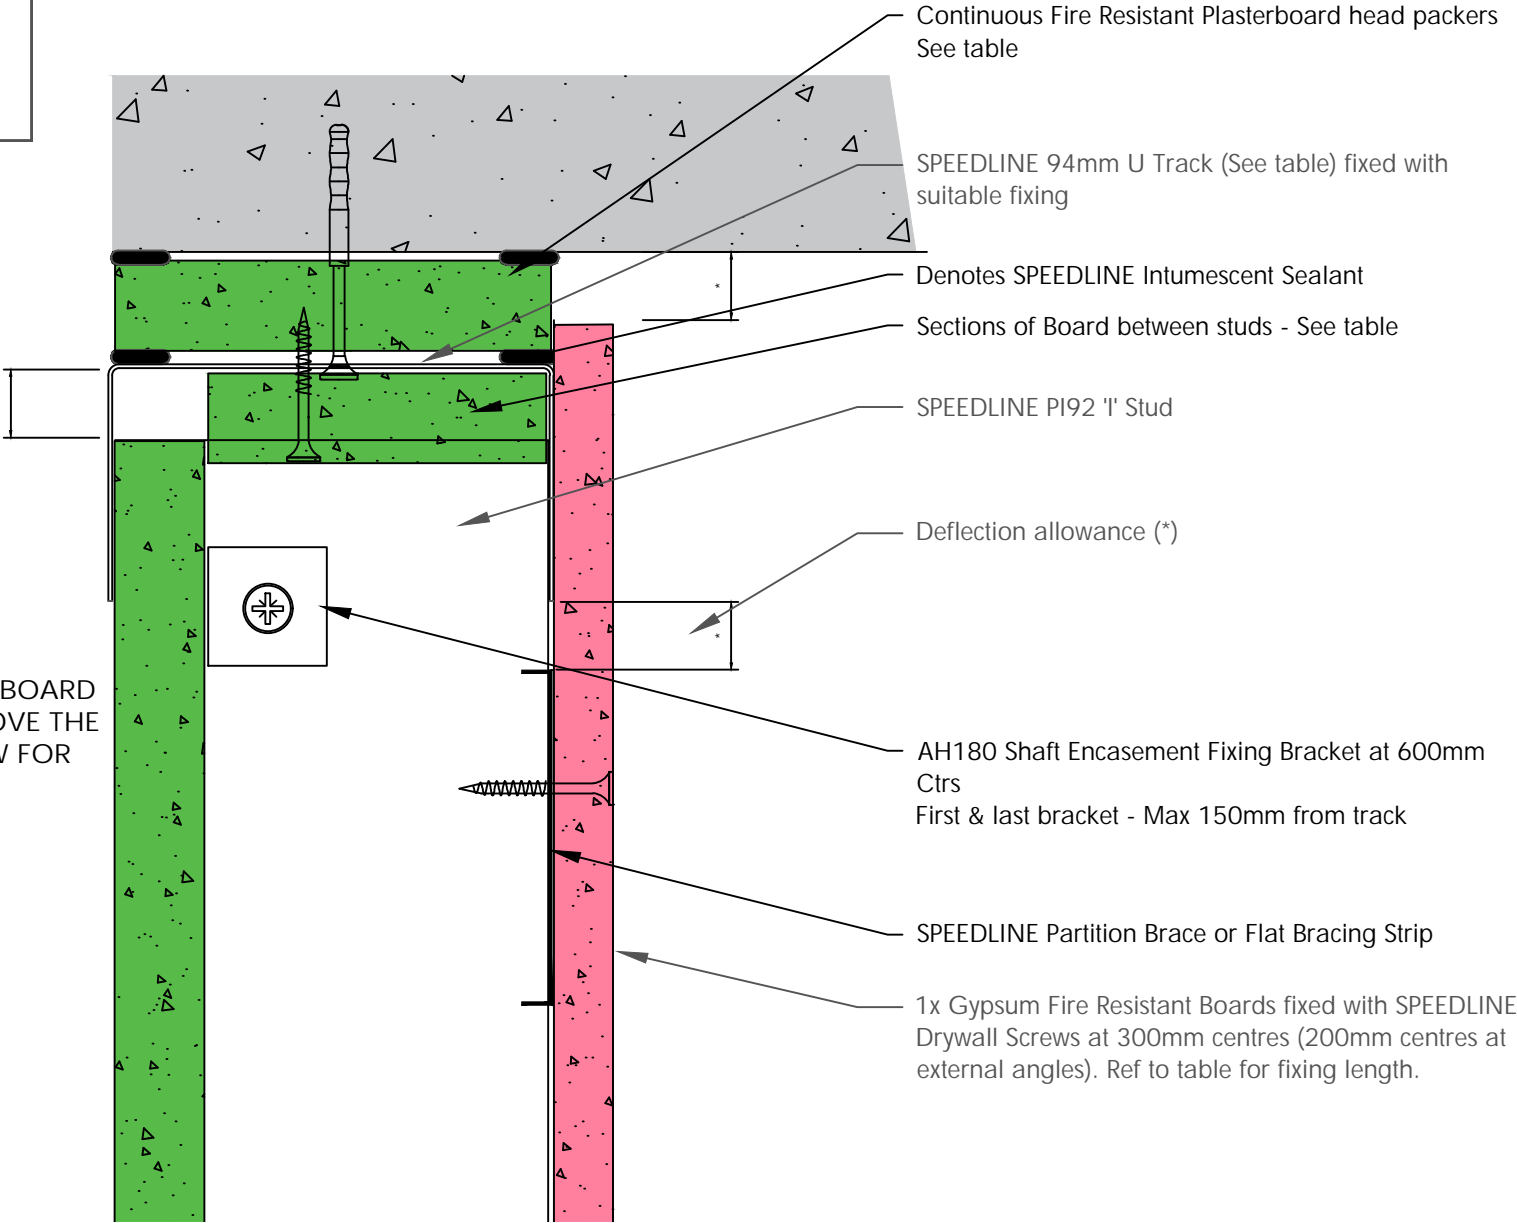 Continuous Fire Resistant Plasterboard head packers
See table
SPEEDLINE 94mm U Track (See table) fixed with
suitable fixing
Denotes SPEEDLINE Intumescent Sealant
*
Sections of Board between studs - See table
SPEEDLINE PI92 'I' Stud
Deflection allowance (*)
*
BOARD
OVE THE
FOR
AH180 Shaft Encasement Fixing Bracket at 600mm
Ctrs
First & last bracket - Max 150mm from track
SPEEDLINE Partition Brace or Flat Bracing Strip
1x Gypsum Fire Resistant Boards fixed with SPEEDLINE
Drywall Screws at 300mm centres (200mm centres at
external angles). Ref to table for fixing length.